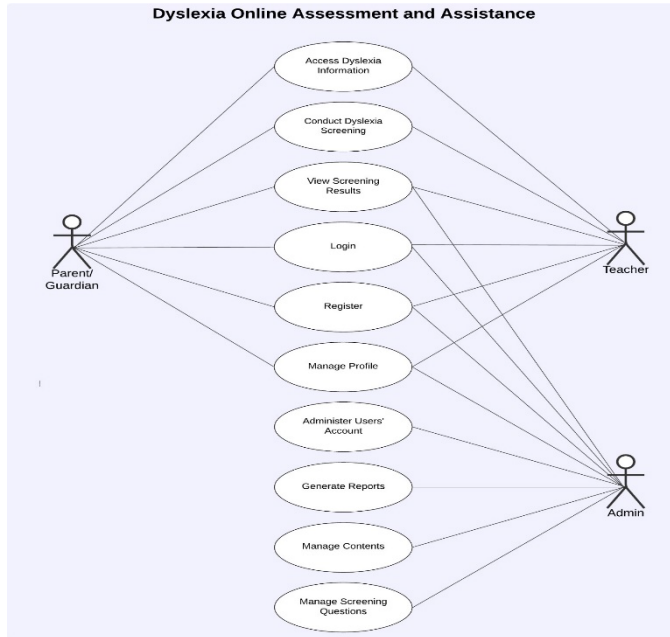 Dyslexia Online Assessment and Assistance
Access Dyslexia
Information
Conduct Dyslexia
Screening
View Screening
Results
Login
Register
Manage Profile
Administer Users'
Account
Generate Reports
Manage Contents
Manage Screening
Questions
Parent/
Guardian
Teacher
Admin